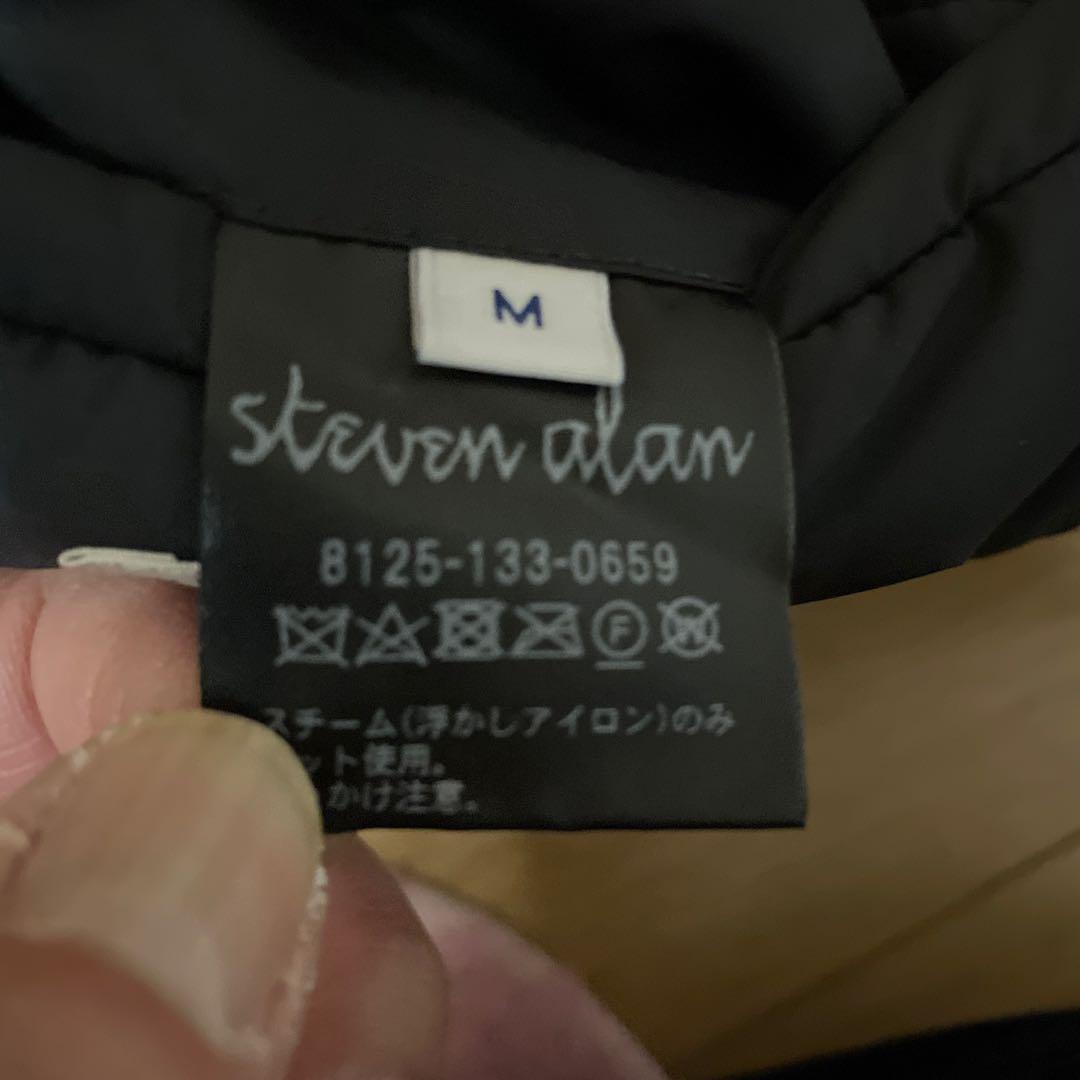 M
steven alan
8125-133-0659
F W
スチーム(浮かしアイロン)のみ
ット使用。
かけ注意。